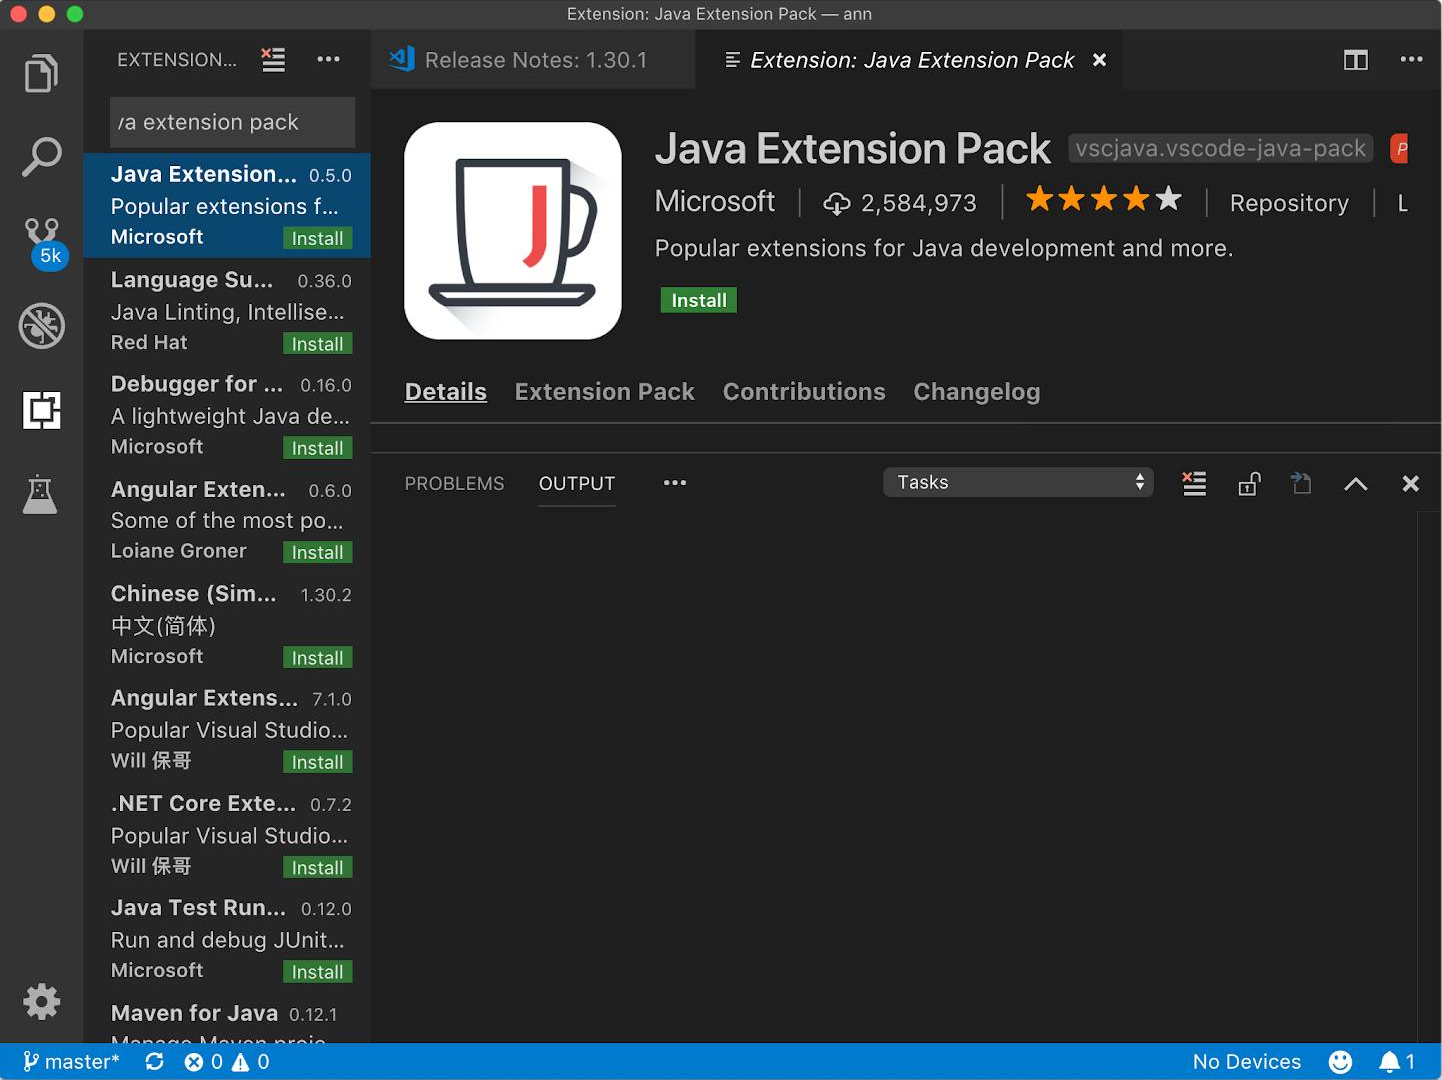 Extension: Java Extension Pack — ann
EXTENSION...
Release Notes: 1.30.1
Extension: Java Extension Pack
va extension pack
Java Extension... 0.5.0
Popular extensions f...
Microsoft Install
Language Su... 0.36.0
Java Linting, Intellise...
Red Hat Install
Debugger for ... 0.16.0
A lightweight Java de...
Microsoft Install
Angular Exten... 0.6.0
Some of the most po...
Loiane Groner Install
Chinese (Sim... 1.30.2
中文(简体)
Microsoft Install
Angular Extens... 7.1.0
Popular Visual Studio...
Will 保哥 Install
.NET Core Exte... 0.7.2
Popular Visual Studio...
Will 保哥 Install
Java Test Run... 0.12.0
Run and debug JUnit...
Microsoft Install
Maven for Java 0.12.1
Manage Maven proje
5k
J
Java Extension Pack vscjava.vscode-java-pack P
Microsoft 2,584,973 Repository L
Popular extensions for Java development and more.
Install
Details Extension Pack Contributions Changelog
PROBLEMS OUTPUT Tasks
master* 0 0 No Devices 1